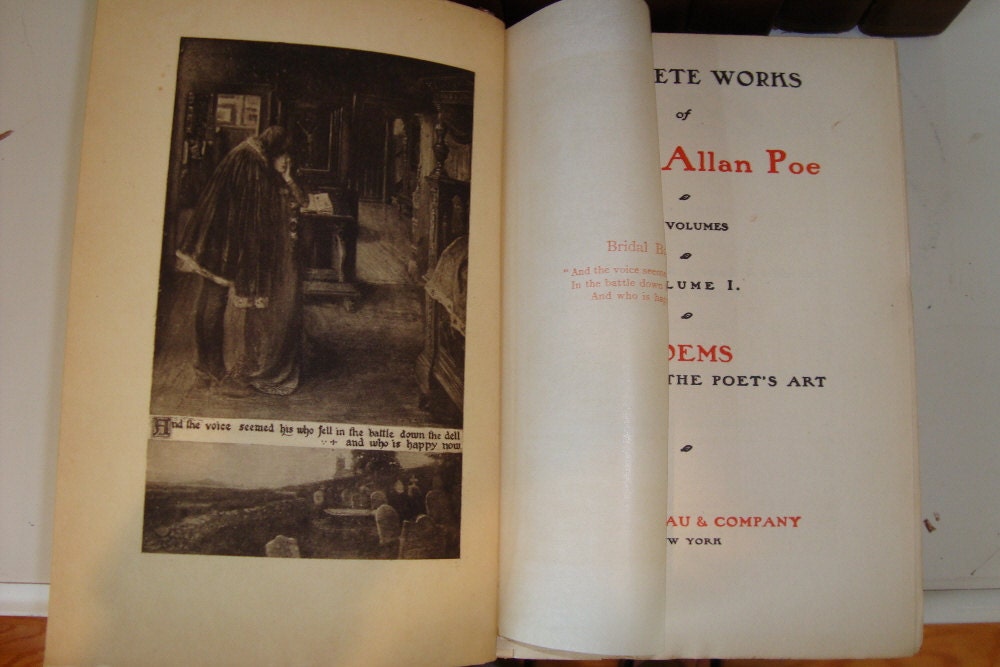 And the voice seemed his who fell in the battle down the dell
and who is happy now
Bridal B
"And the voice seeme
In the battle down
And who is hap
ETE WORKS
of
Allan Poe
VOLUMES
LUME I.
OEMS
THE POET'S ART
AU & COMPANY
W YORK